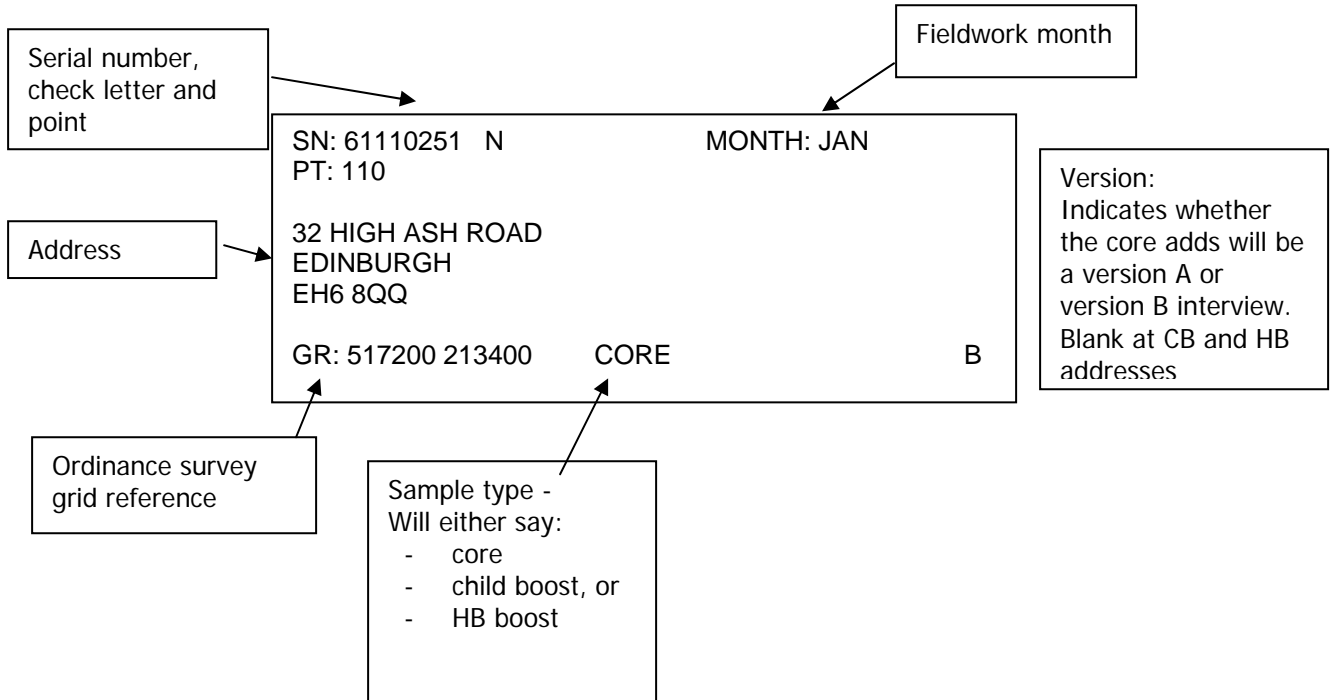 Fieldwork month
Serial number,
check letter and
point
SN: 61110251 N MONTH: JAN
PT: 110
32 HIGH ASH ROAD
EDINBURGH
EH6 8QQ
GR: 517200 213400 CORE B
Address
Version:
Indicates whether
the core adds will be
a version A or
version B interview.
Blank at CB and HB
addresses
Ordinance survey
grid reference
Sample type -
Will either say:
- core
- child boost, or
- HB boost